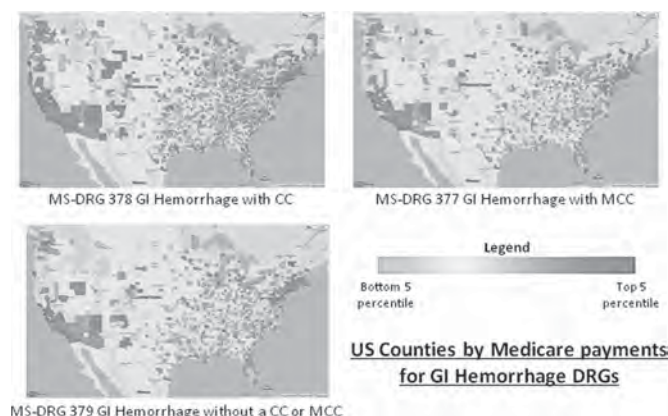 MS-DRG 378 GI Hemorrhage with CC
MS-DRG 377 GI Hemorrhage with MCC
MS-DRG 379 GI Hemorrhage without a CC or MCC
Legend
Bottom 5
percentile
Top 5
percentile
US Counties by Medicare payments
for GI Hemorrhage DRGs